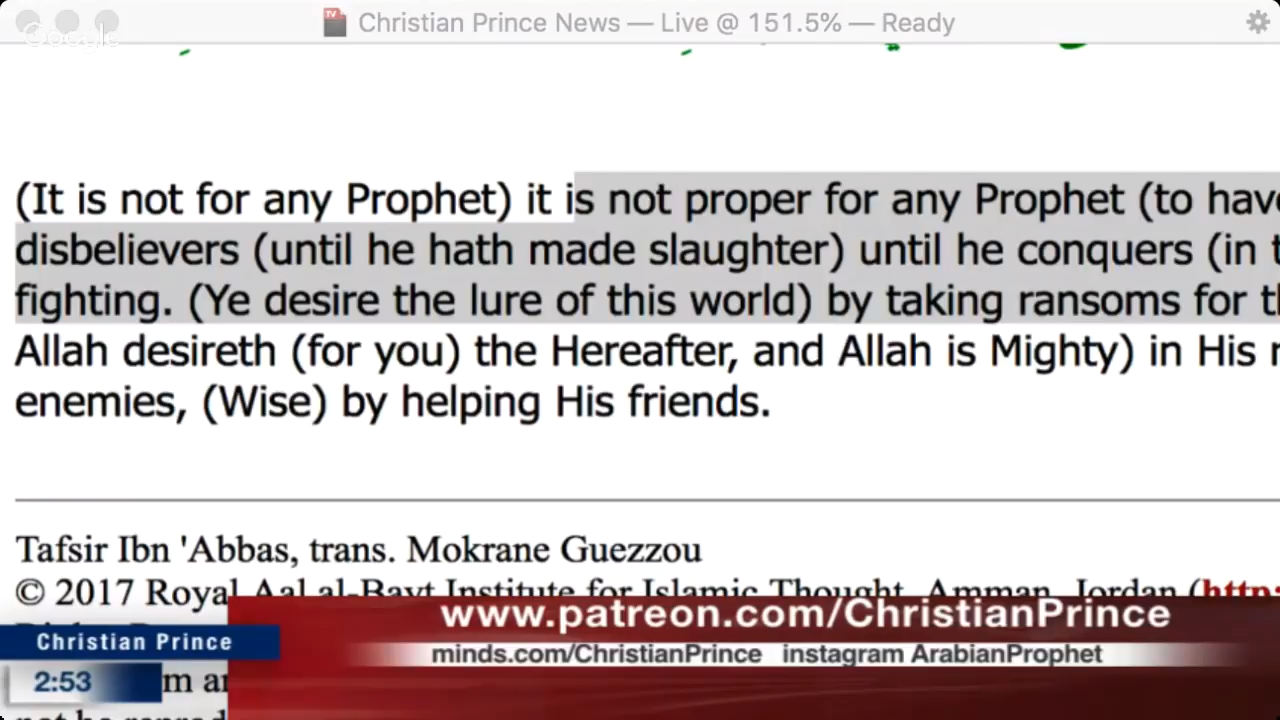 Google
Christian Prince News — Live @ 151.5% — Ready
(It is not for any Prophet) it is not proper for any Prophet (to have
disbelievers (until he hath made slaughter) until he conquers (in t
fighting. (Ye desire the lure of this world) by taking ransoms for t
Allah desireth (for you) the Hereafter, and Allah is Mighty) in His
enemies, (Wise) by helping His friends.
Tafsir Ibn 'Abbas, trans. Mokrane Guezzou
© 2017 Royal Aal al-Bayt Institute for Islamic Thought, Amman, Jordan (http:
www.patreon.com/ChristianPrince
Christian Prince
minds.com/ChristianPrince instagram ArabianProphet
2:53